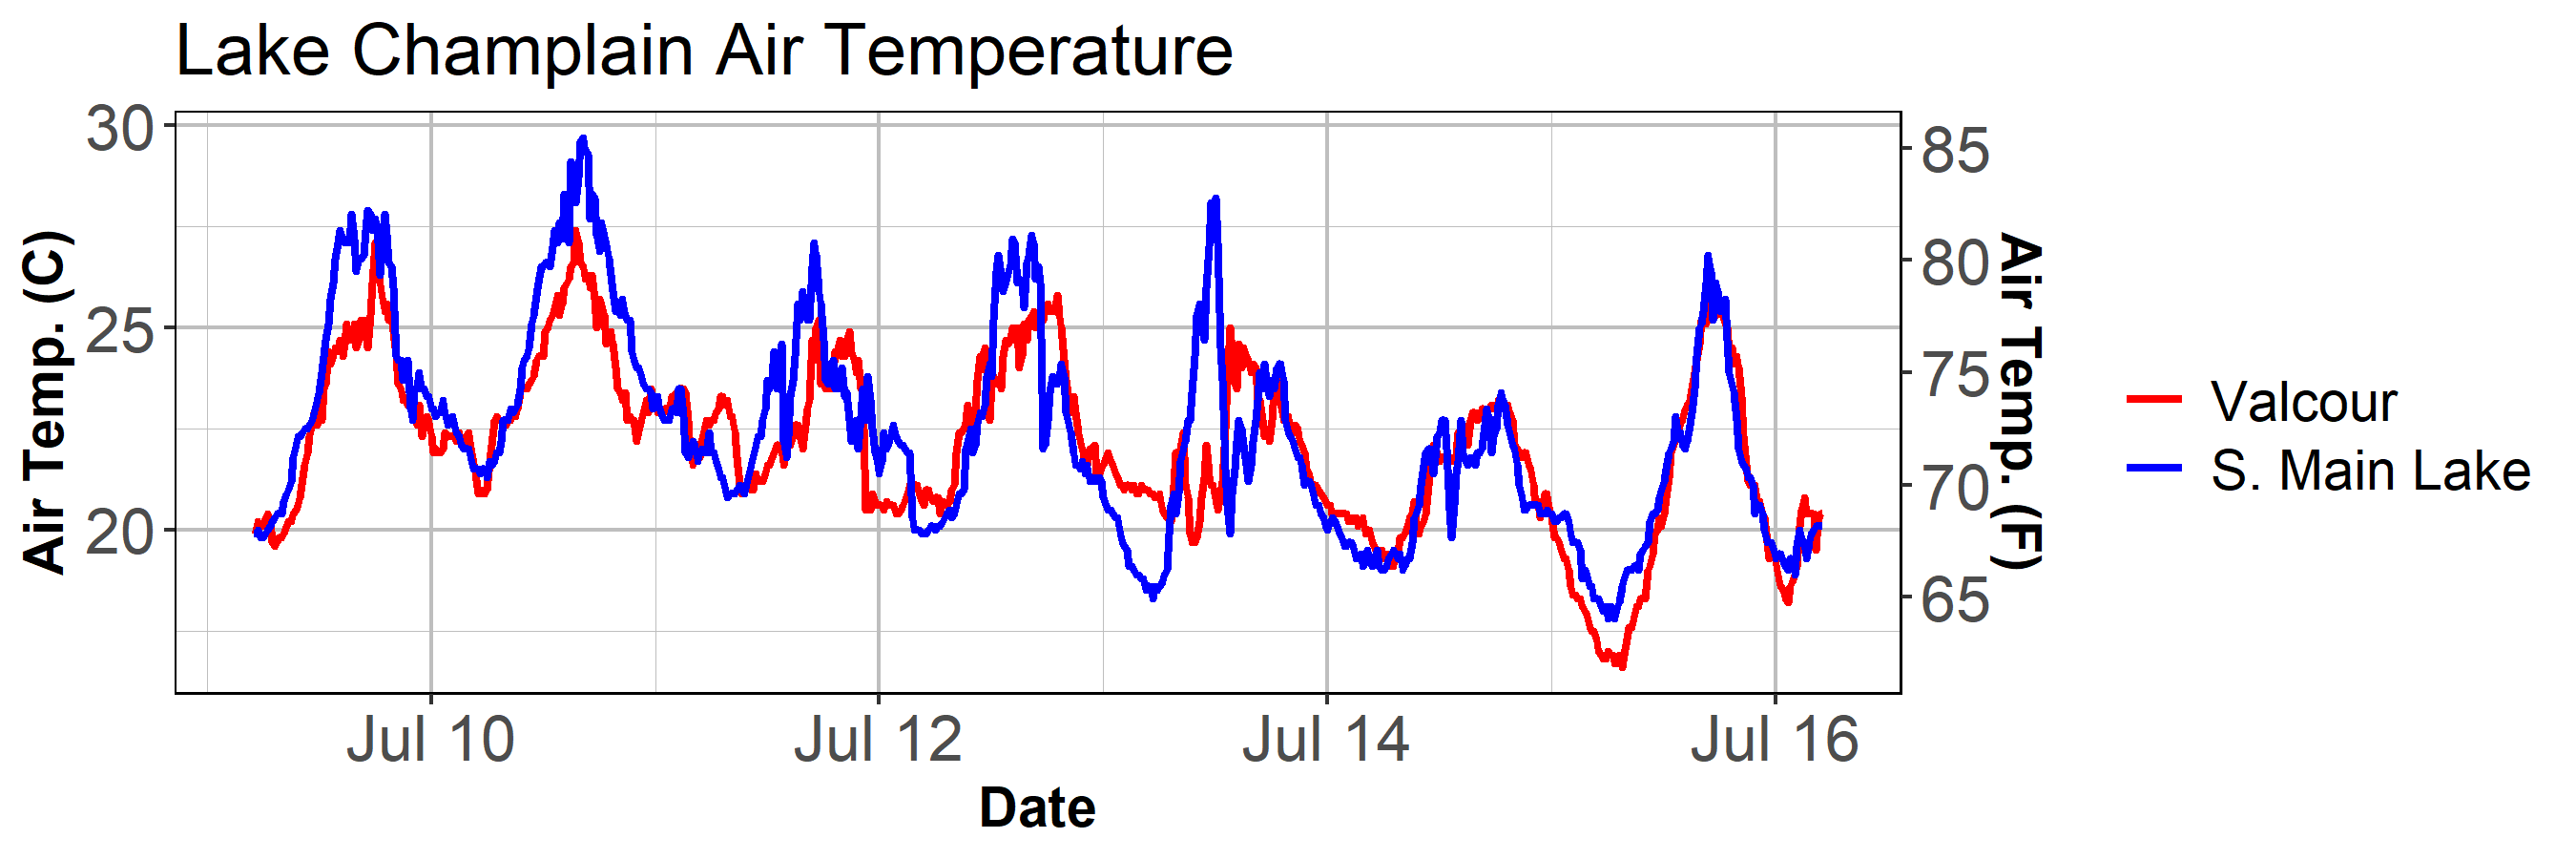 Lake Champlain Air Temperature
30
25
20
Air Temp. (C)
85
80
75
70
65
Air Temp. (F)
Jul 10
Jul 12
Jul 14
Jul 16
Date
Valcour
S. Main Lake